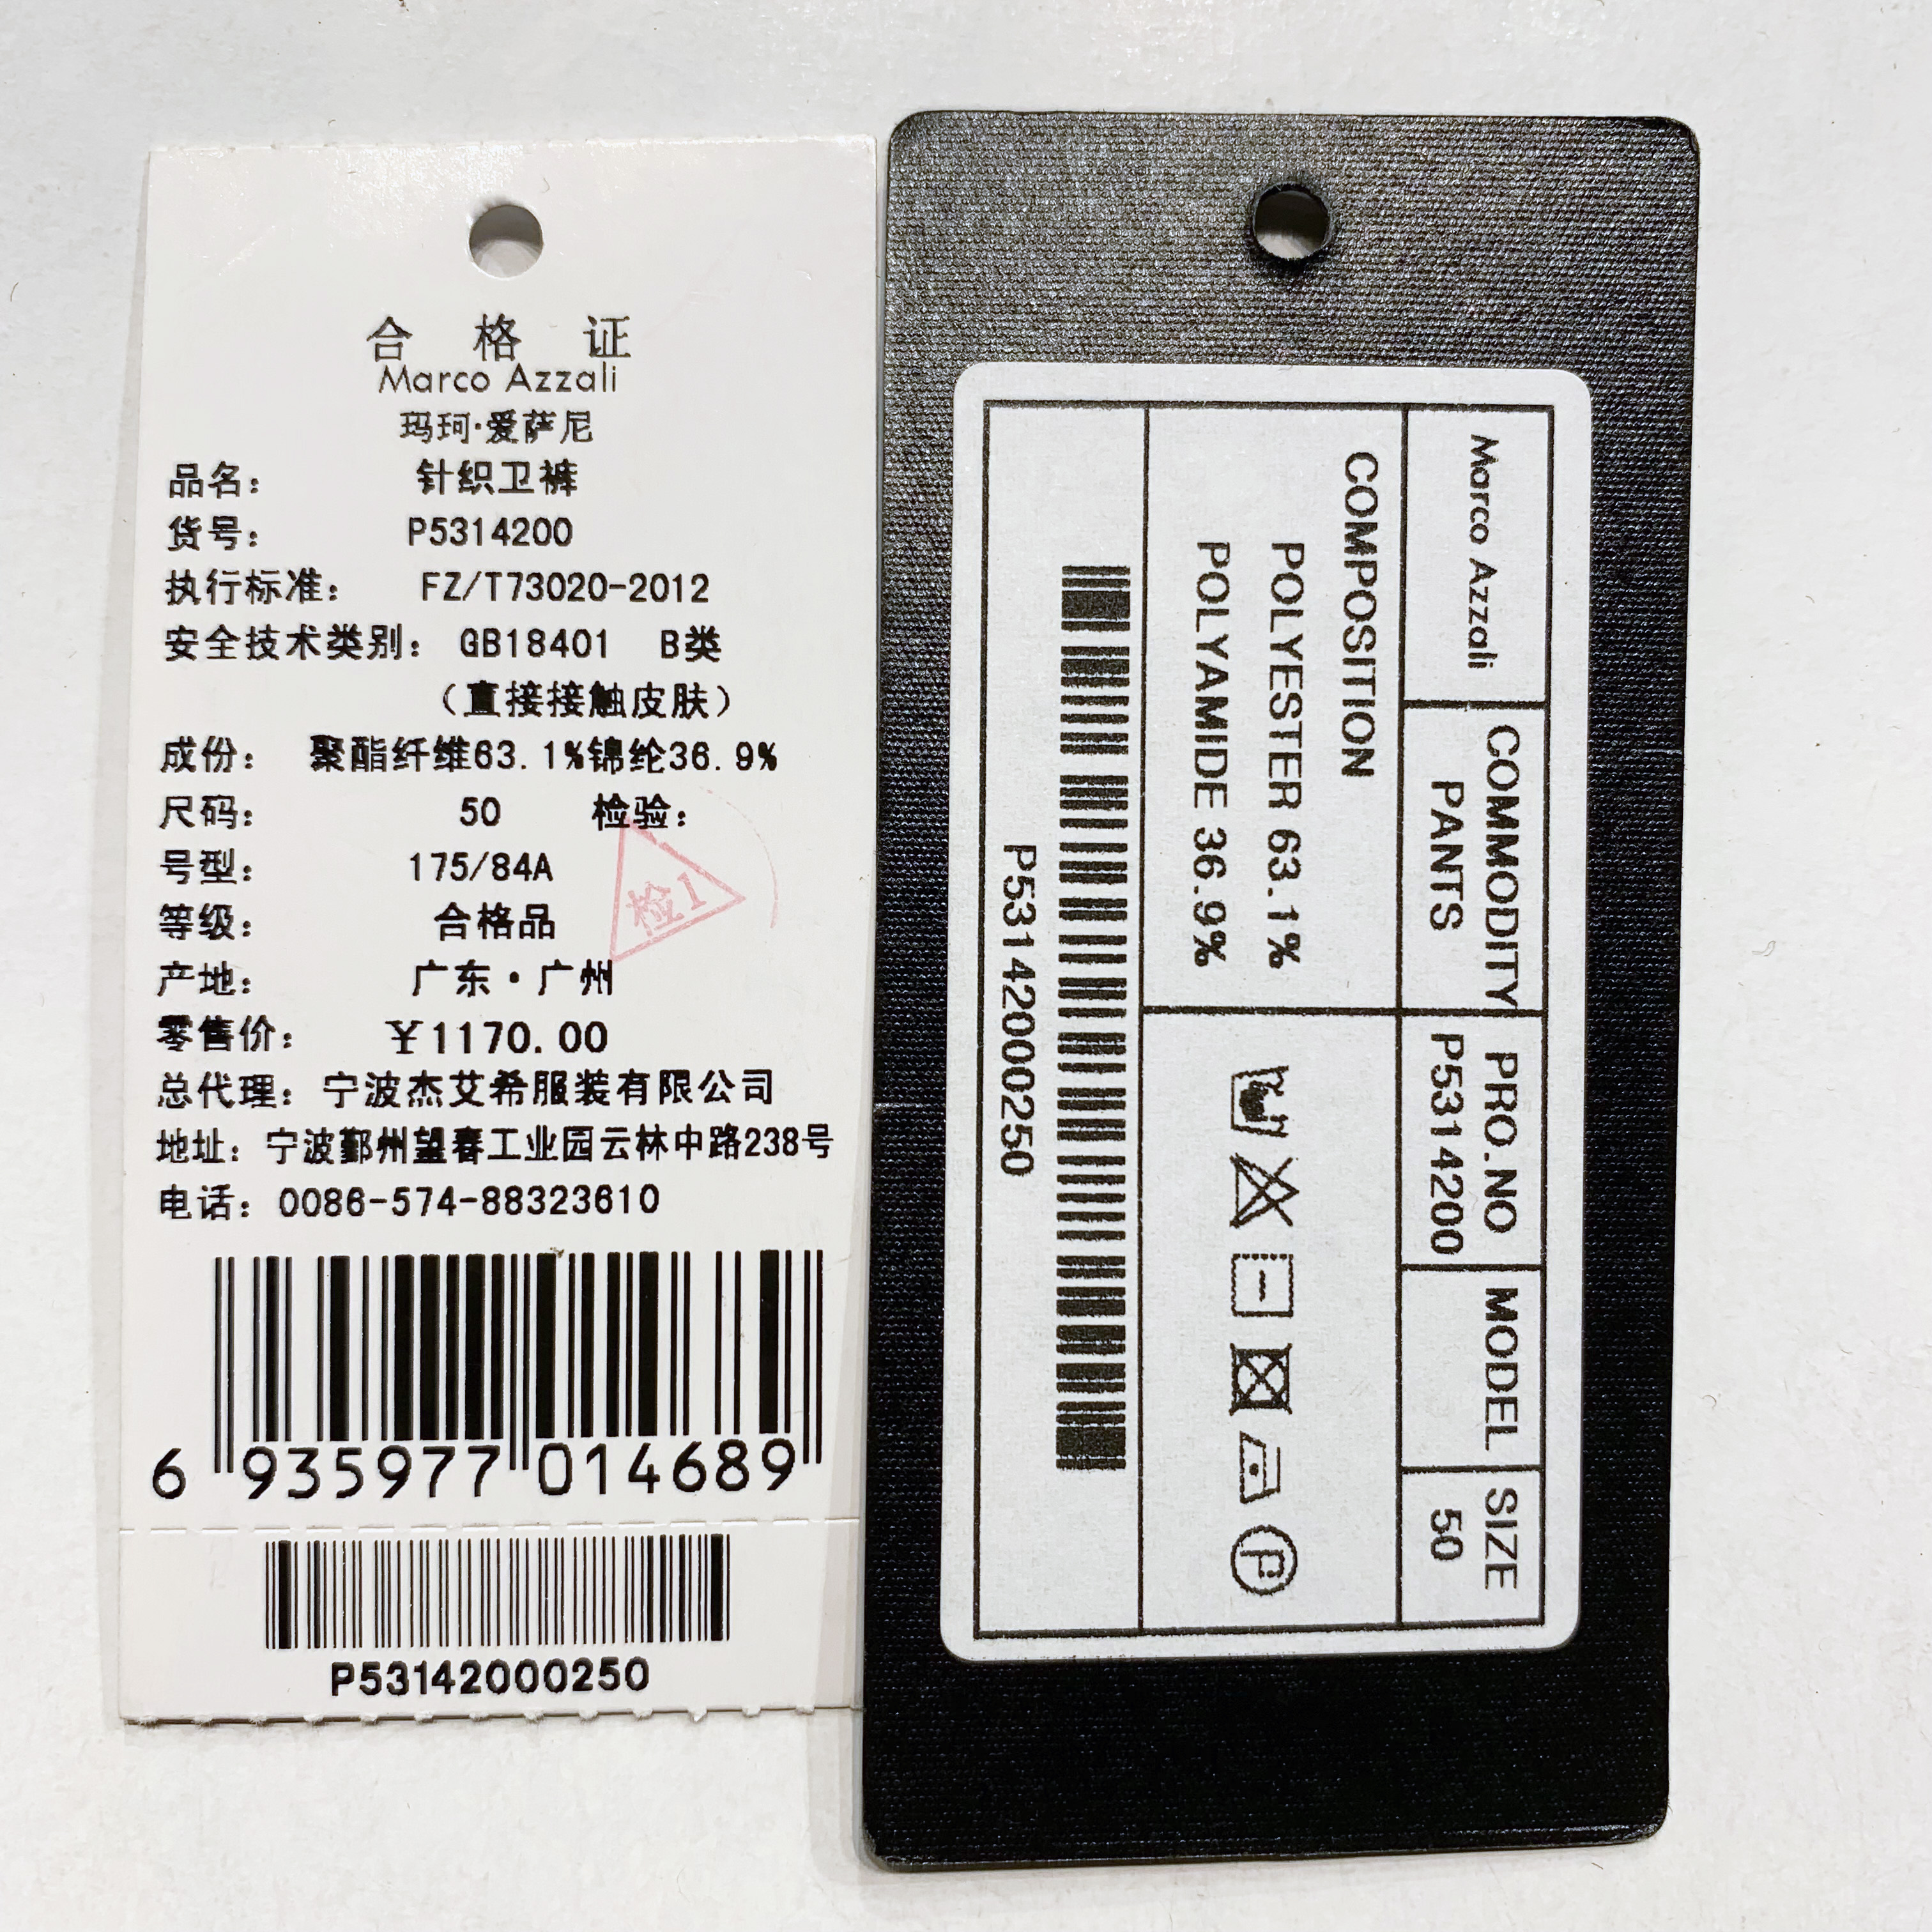 合 格 证
Marco Azzali
玛珂·爱萨尼
品名： 针织卫裤
货号： P5314200
执行标准： FZ/T73020-2012
安全技术类别： GB18401 B类
（直接接触皮肤）
成份： 聚酯纤维63.1%锦纶36.9%
尺码： 50 检验：
号型： 175/84A
检1
等级： 合格品
产地： 广东·广州
零售价： ¥1170.00
总代理：宁波杰艾希服装有限公司
地址：宁波鄞州望春工业园云林中路238号
电话：0086-574-88323610
6 935977 014689
P53142000250
Marco Azzali
COMMODITY
PANTS
PRO.NO
P5314200
MODEL
SIZE
50
COMPOSITION
POLYESTER 63.1%
POLYAMIDE 36.9%
P
P53142000250